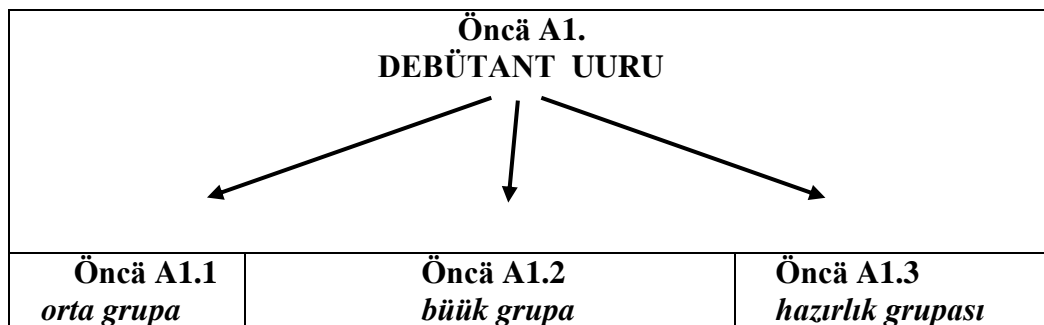 Öncä A1.
DEBÜTANT UURU
Öncä A1.1
orta grupa
Öncä A1.2
büük grupa
Öncä A1.3
hazırlık grupası